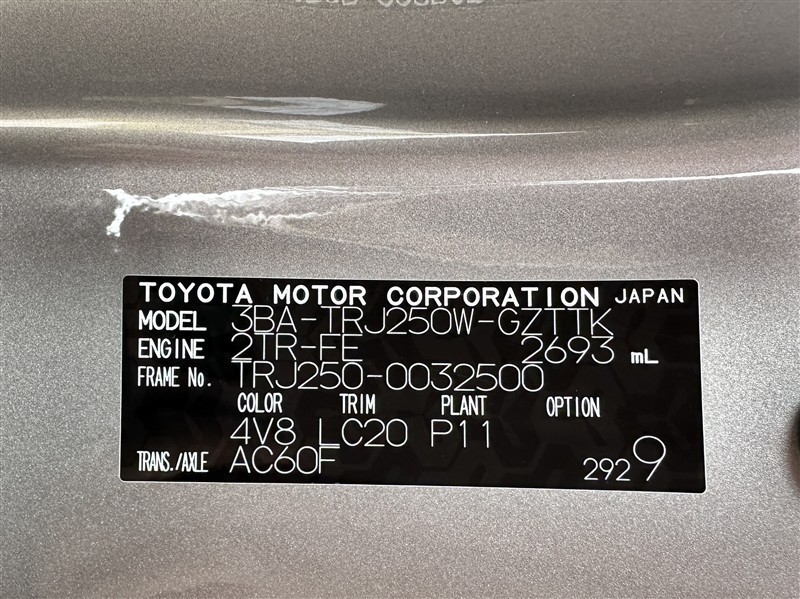 TOYOTA MOTOR CORPORATION JAPAN
MODEL 3BA-TRJ250W-GZTTK
ENGINE 2TR-FE 2693 mL
FRAME No. TRJ250-0032500
COLOR TRIM PLANT OPTION
4V8 LC20 P11
TRANS./AXLE AC60F 2929